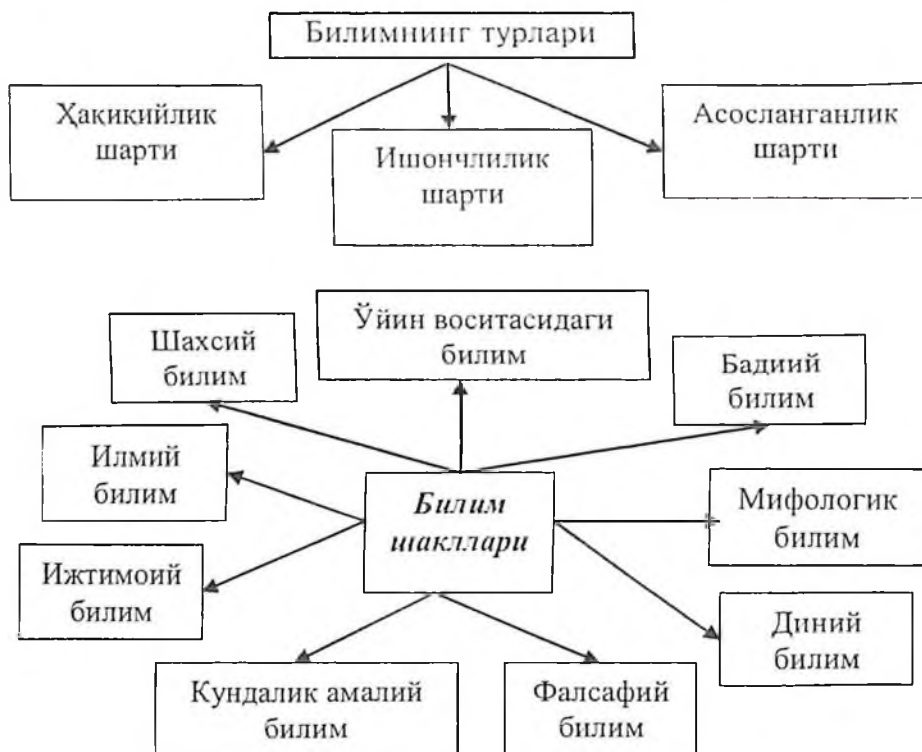 Билимнинг турлари
Ҳақиқийлик
шарти
Ишончлилик
шарти
Асосланганлик
шарти
Ўйин воситасидаги
билим
Шахсий
билим
Бадиий
билим
Илмий
билим
Билим
шакллари
Мифологик
билим
Ижтимоий
билим
Диний
билим
Кундалик амалий
билим
Фалсафий
билим